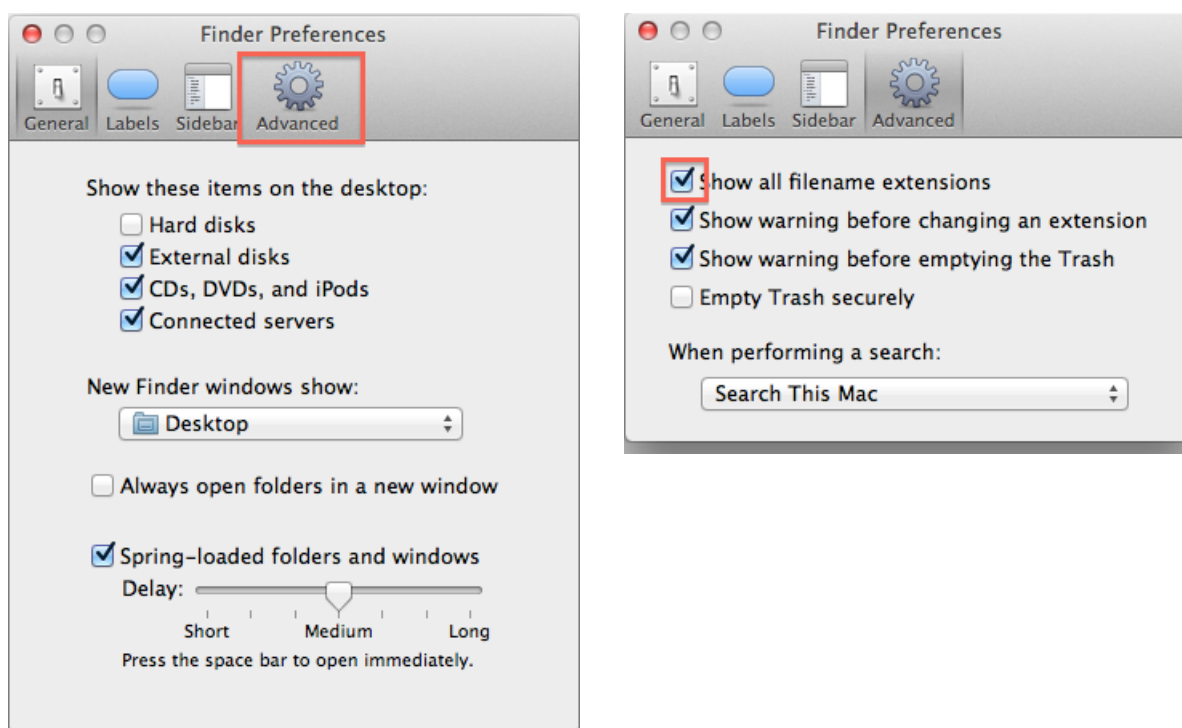 Finder Preferences
General Labels Sidebar Advanced
Show these items on the desktop:
Hard disks
External disks
CDs, DVDs, and iPods
Connected servers
New Finder windows show:
Desktop
Always open folders in a new window
Spring-loaded folders and windows
Delay:
Short Medium Long
Press the space bar to open immediately.
Finder Preferences
General Labels Sidebar Advanced
Show all filename extensions
Show warning before changing an extension
Show warning before emptying the Trash
Empty Trash securely
When performing a search:
Search This Mac